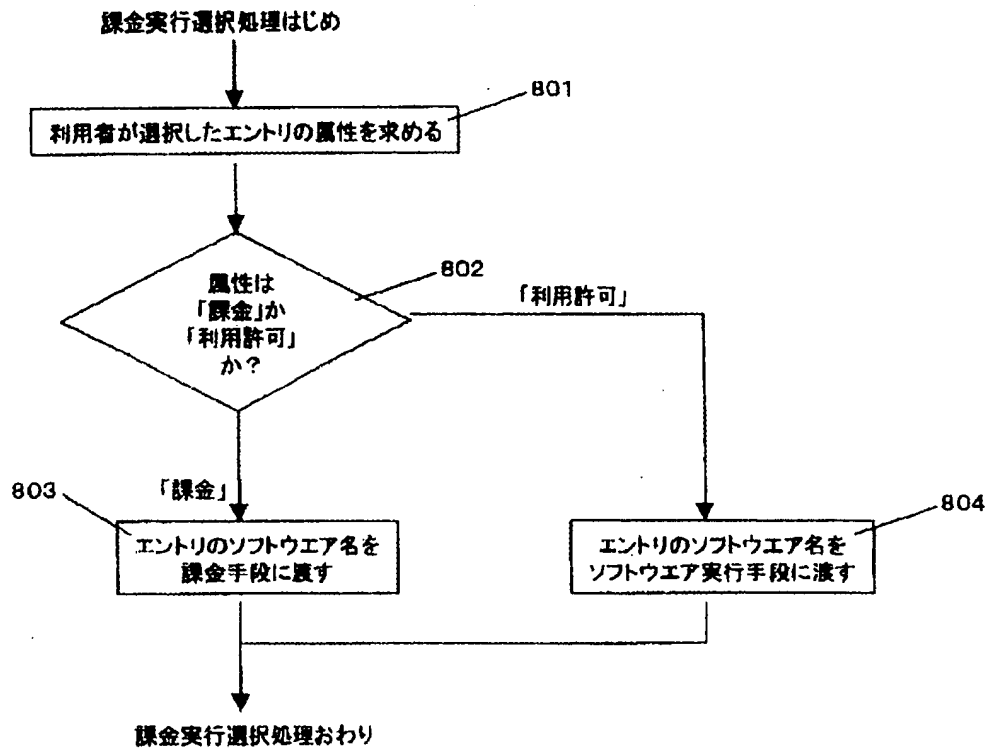 課金実行選択処理はじめ
801
利用者が選択したエントリの属性を求める
802
属性は
「課金」か
「利用許可」
か?
「利用許可」
803
「課金」
804
エントリのソフトウエア名を
課金手段に渡す
エントリのソフトウエア名を
ソフトウエア実行手段に渡す
課金実行選択処理おわり